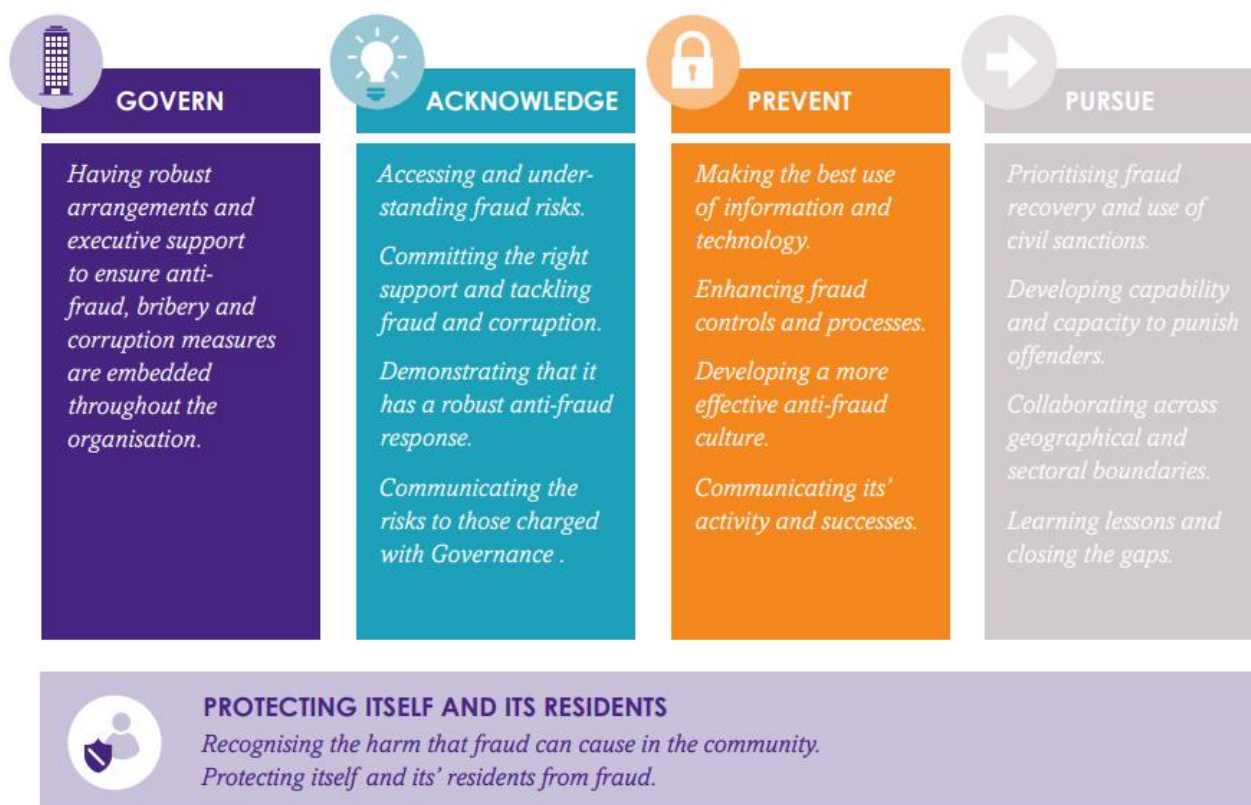 GOVERN
Having robust
arrangements and
executive support
to ensure anti-
fraud, bribery and
corruption measures
are embedded
throughout the
organisation.
ACKNOWLEDGE
Accessing and under-
standing fraud risks.
Committing the right
support and tackling
fraud and corruption.
Demonstrating that it
has a robust anti-fraud
response.
Communicating the
risks to those charged
with Governance .
PREVENT
Making the best use
of information and
technology.
Enhancing fraud
controls and processes.
Developing a more
effective anti-fraud
culture.
Communicating its’
activity and successes.
PURSUE
Prioritising fraud
recovery and use of
civil sanctions.
Developing capability
and capacity to punish
offenders.
Collaborating across
geographical and
sectoral boundaries.
Learning lessons and
closing the gaps.
PROTECTING ITSELF AND ITS RESIDENTS
Recognising the harm that fraud can cause in the community.
Protecting itself and its’ residents from fraud.